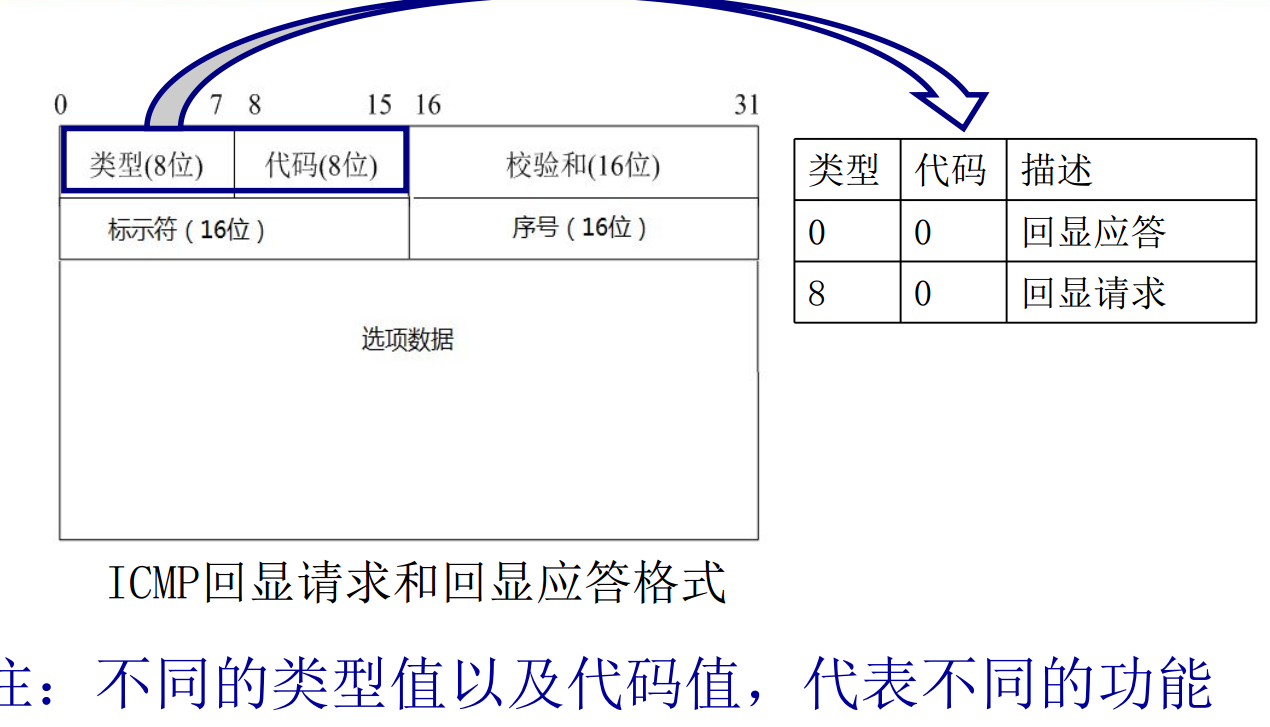 0 7 8 15 16 31
类型(8位) 代码(8位) 校验和(16位)
标示符（16位） 序号（16位）
选项数据
ICMP回显请求和回显应答格式
类型 代码 描述
0 0 回显应答
8 0 回显请求
注：不同的类型值以及代码值，代表不同的功能